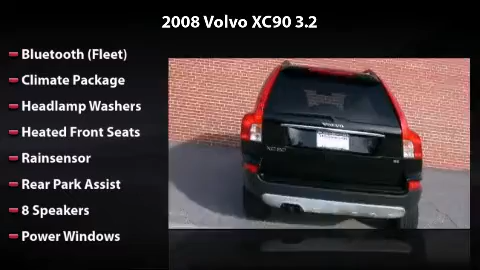 2008 Volvo XC90 3.2
Bluetooth (Fleet)
Climate Package
Headlamp Washers
Heated Front Seats
Rainsensor
Rear Park Assist
8 Speakers
Power Windows
VOLVO